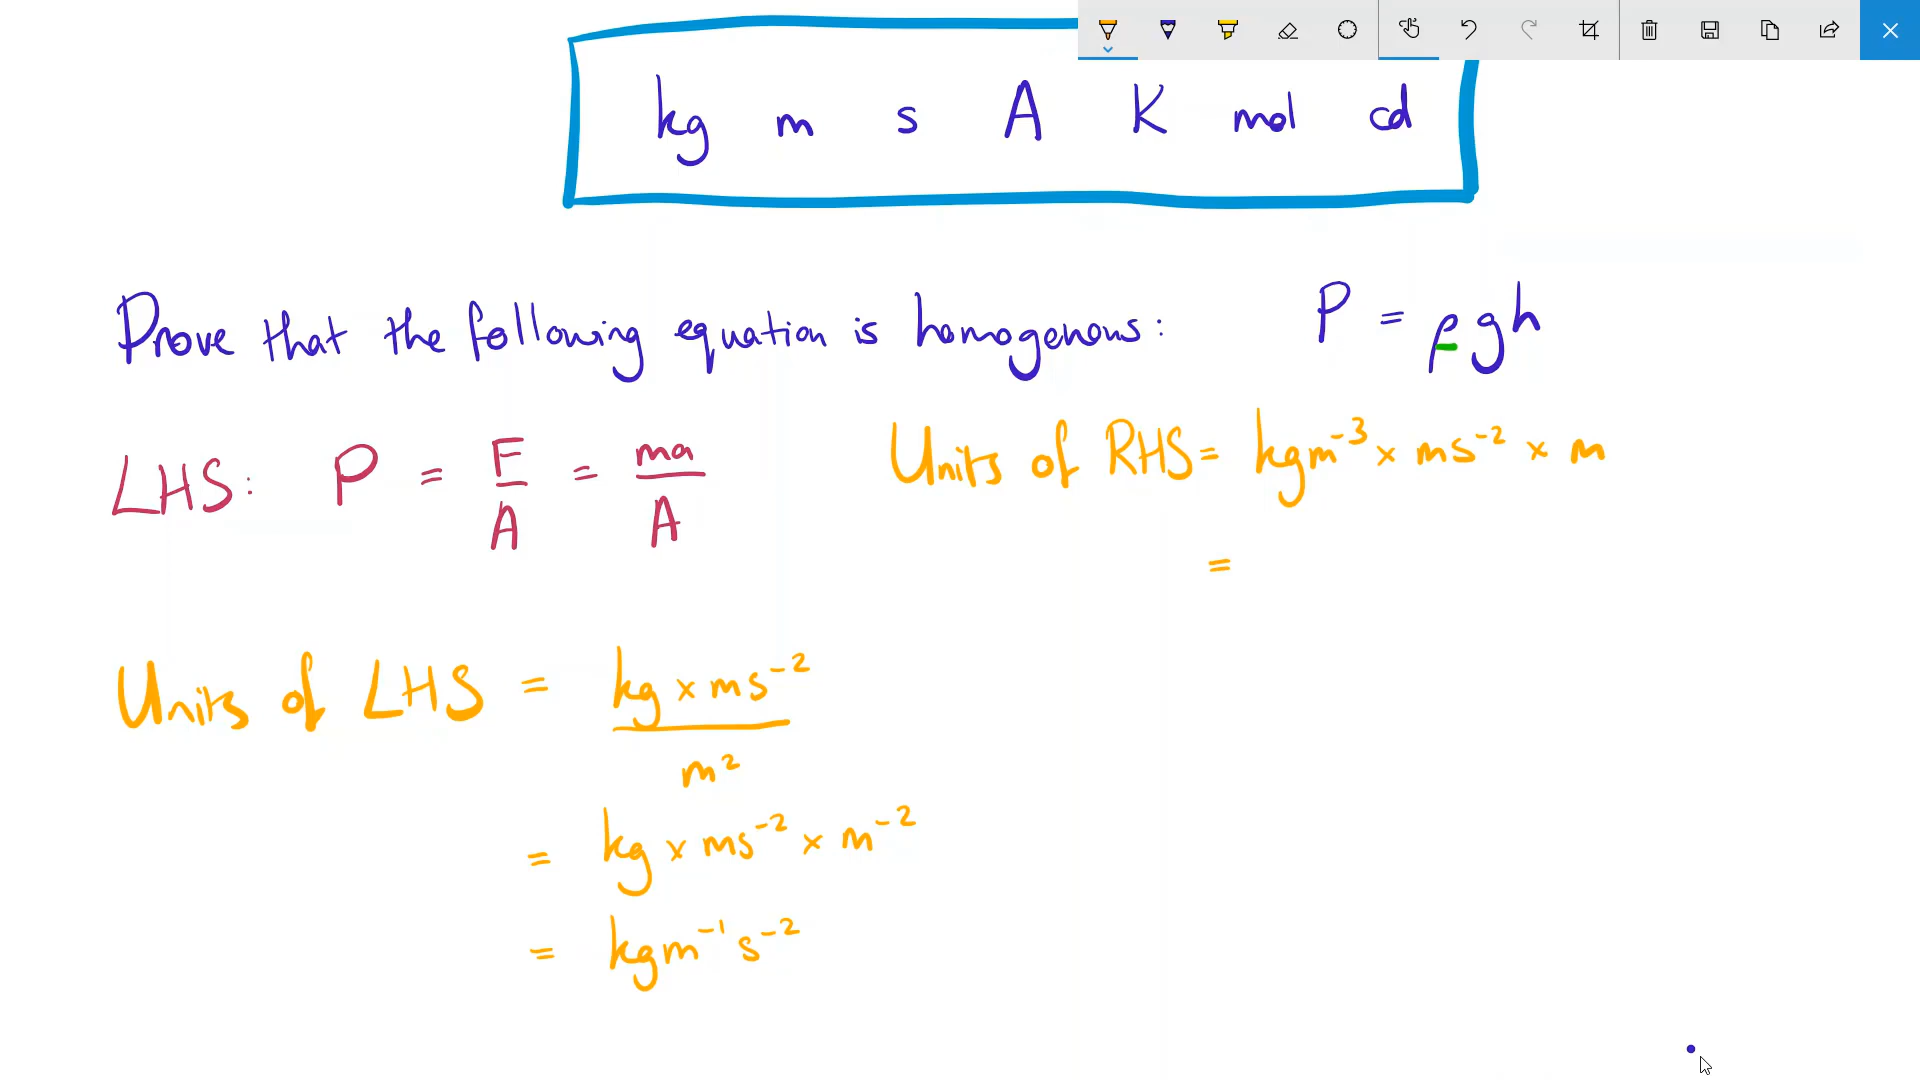 kg m s A K mol cd
Prove that the following equation is homogenous: P = ρgh
LHS: P = F/A = ma/A
Units of RHS = kgm⁻³ × ms⁻² × m
=
Units of LHS = kg × ms⁻²
m²
= kg × ms⁻² × m⁻²
= kgm⁻¹s⁻²